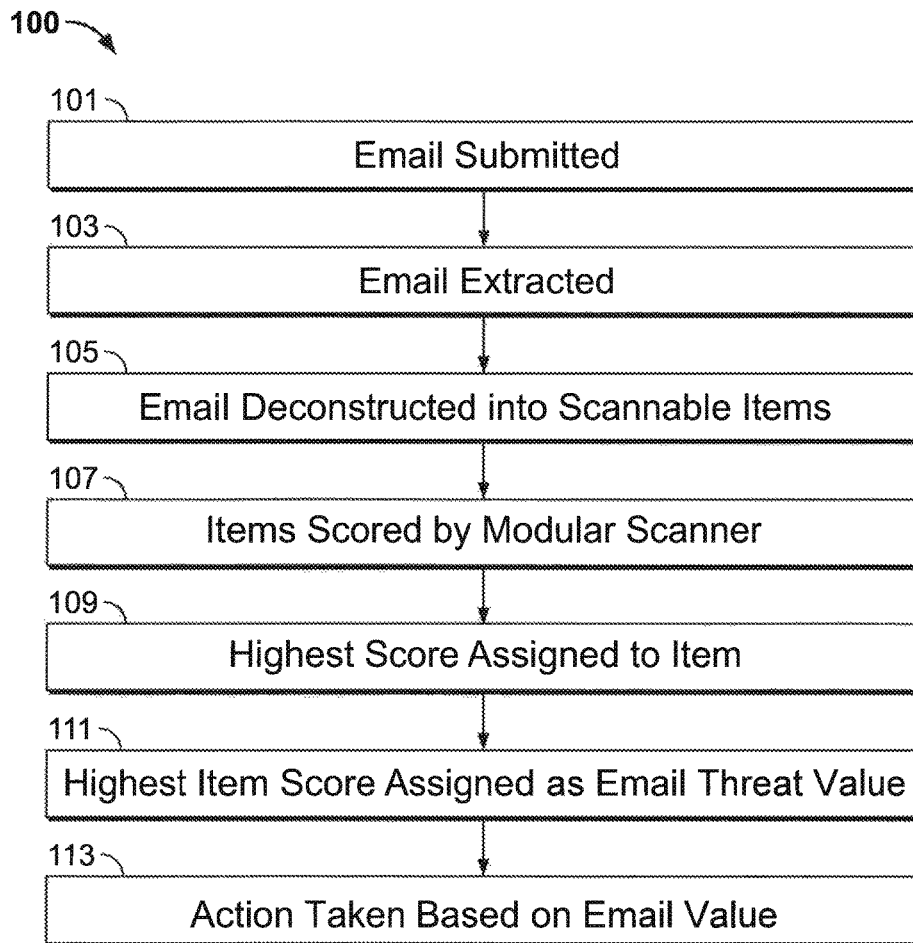 100
101
Email Submitted
103
Email Extracted
105
Email Deconstructed into Scannable Items
107
Items Scored by Modular Scanner
109
Highest Score Assigned to Item
111
Highest Item Score Assigned as Email Threat Value
113
Action Taken Based on Email Value